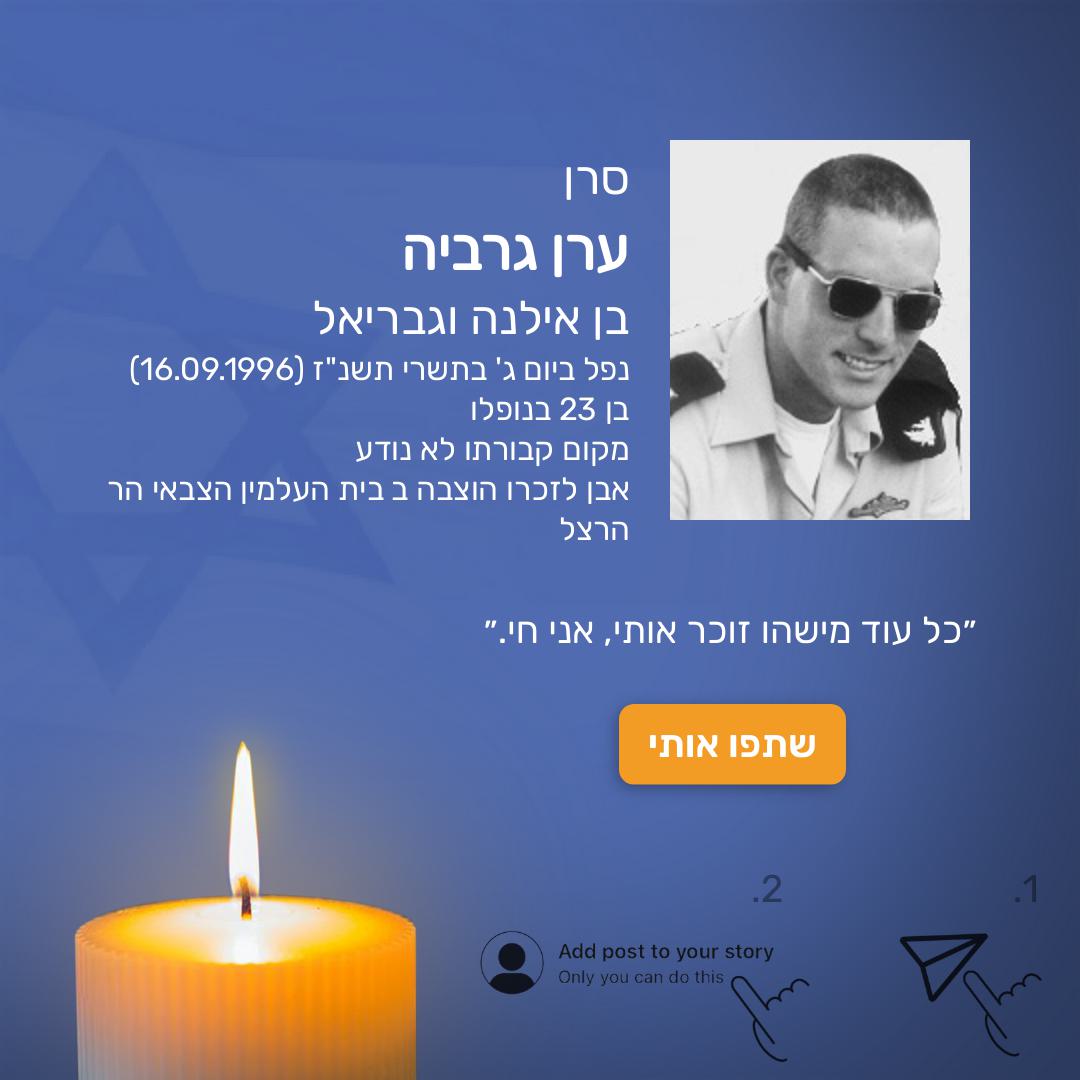 סרן
ערן גרביה
בן אילנה וגבריאל
נפל ביום ג' בתשרי תשנ"ז (16.09.1996)
בן 23 בנופלו
מקום קבורתו לא נודע
אבן לזכרו הוצבה ב בית העלמין הצבאי הר
הרצל
״כל עוד מישהו זוכר אותי, אני חי.״
שתפו אותי
.1
.2
Add post to your story
Only you can do this